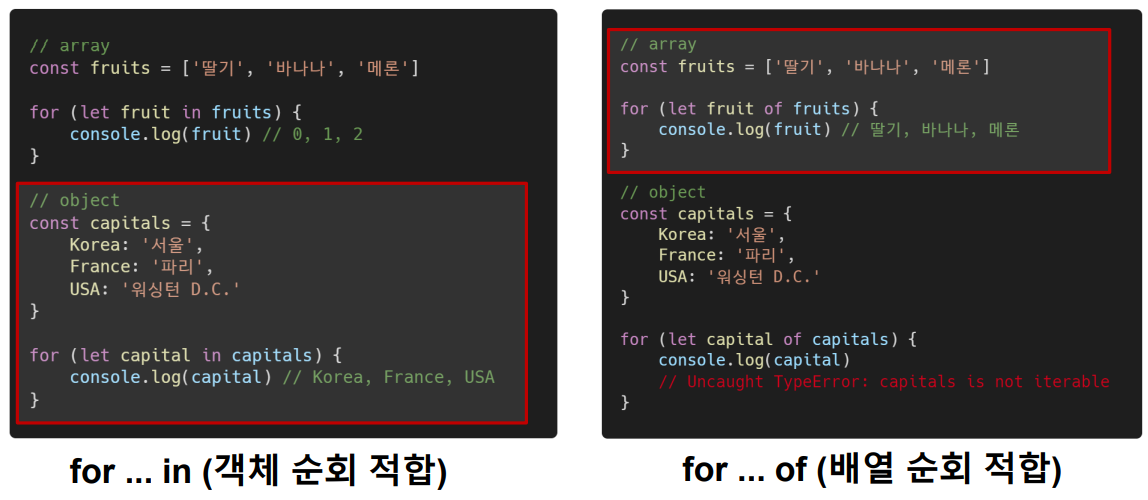 // array
const fruits = ['딸기', '바나나', '메론']
for (let fruit in fruits) {
    console.log(fruit) // 0, 1, 2
}
// object
const capitals = {
    Korea: '서울',
    France: '파리',
    USA: '워싱턴 D.C.'
}
for (let capital in capitals) {
    console.log(capital) // Korea, France, USA
}
for ... in (객체 순회 적합)
// array
const fruits = ['딸기', '바나나', '메론']
for (let fruit of fruits) {
    console.log(fruit) // 딸기, 바나나, 메론
}
// object
const capitals = {
    Korea: '서울',
    France: '파리',
    USA: '워싱턴 D.C.'
}
for (let capital of capitals) {
    console.log(capital)
    // Uncaught TypeError: capitals is not iterable
}
for ... of (배열 순회 적합)